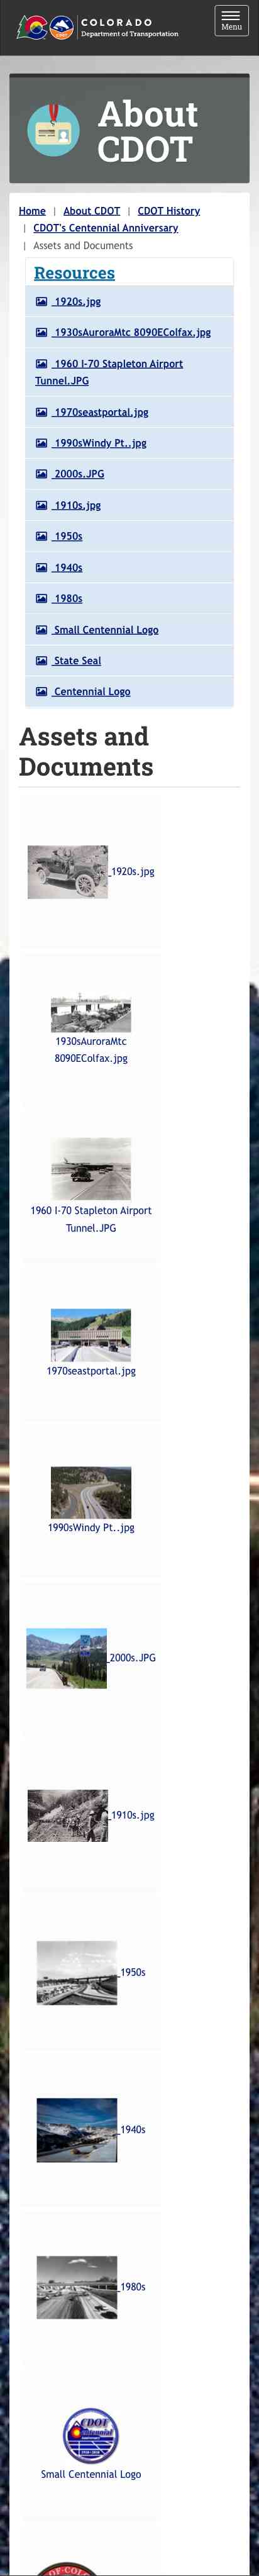 COLORADO
Department of Transportation
Menu
About
CDOT
Home | About CDOT | CDOT History
| CDOT's Centennial Anniversary
| Assets and Documents
Resources
1920s.jpg
1930sAuroraMtc 8090EColfax.jpg
1960 I-70 Stapleton Airport
Tunnel.JPG
1970seastportal.jpg
1990sWindy Pt..jpg
2000s.JPG
1910s.jpg
1950s
1940s
1980s
Small Centennial Logo
State Seal
Centennial Logo
Assets and
Documents
1920s.jpg
1930sAuroraMtc
8090EColfax.jpg
1960 I-70 Stapleton Airport
Tunnel.JPG
1970seastportal.jpg
1990sWindy Pt..jpg
2000s.JPG
1910s.jpg
1950s
1940s
1980s
CDOT
Centennial
Small Centennial Logo